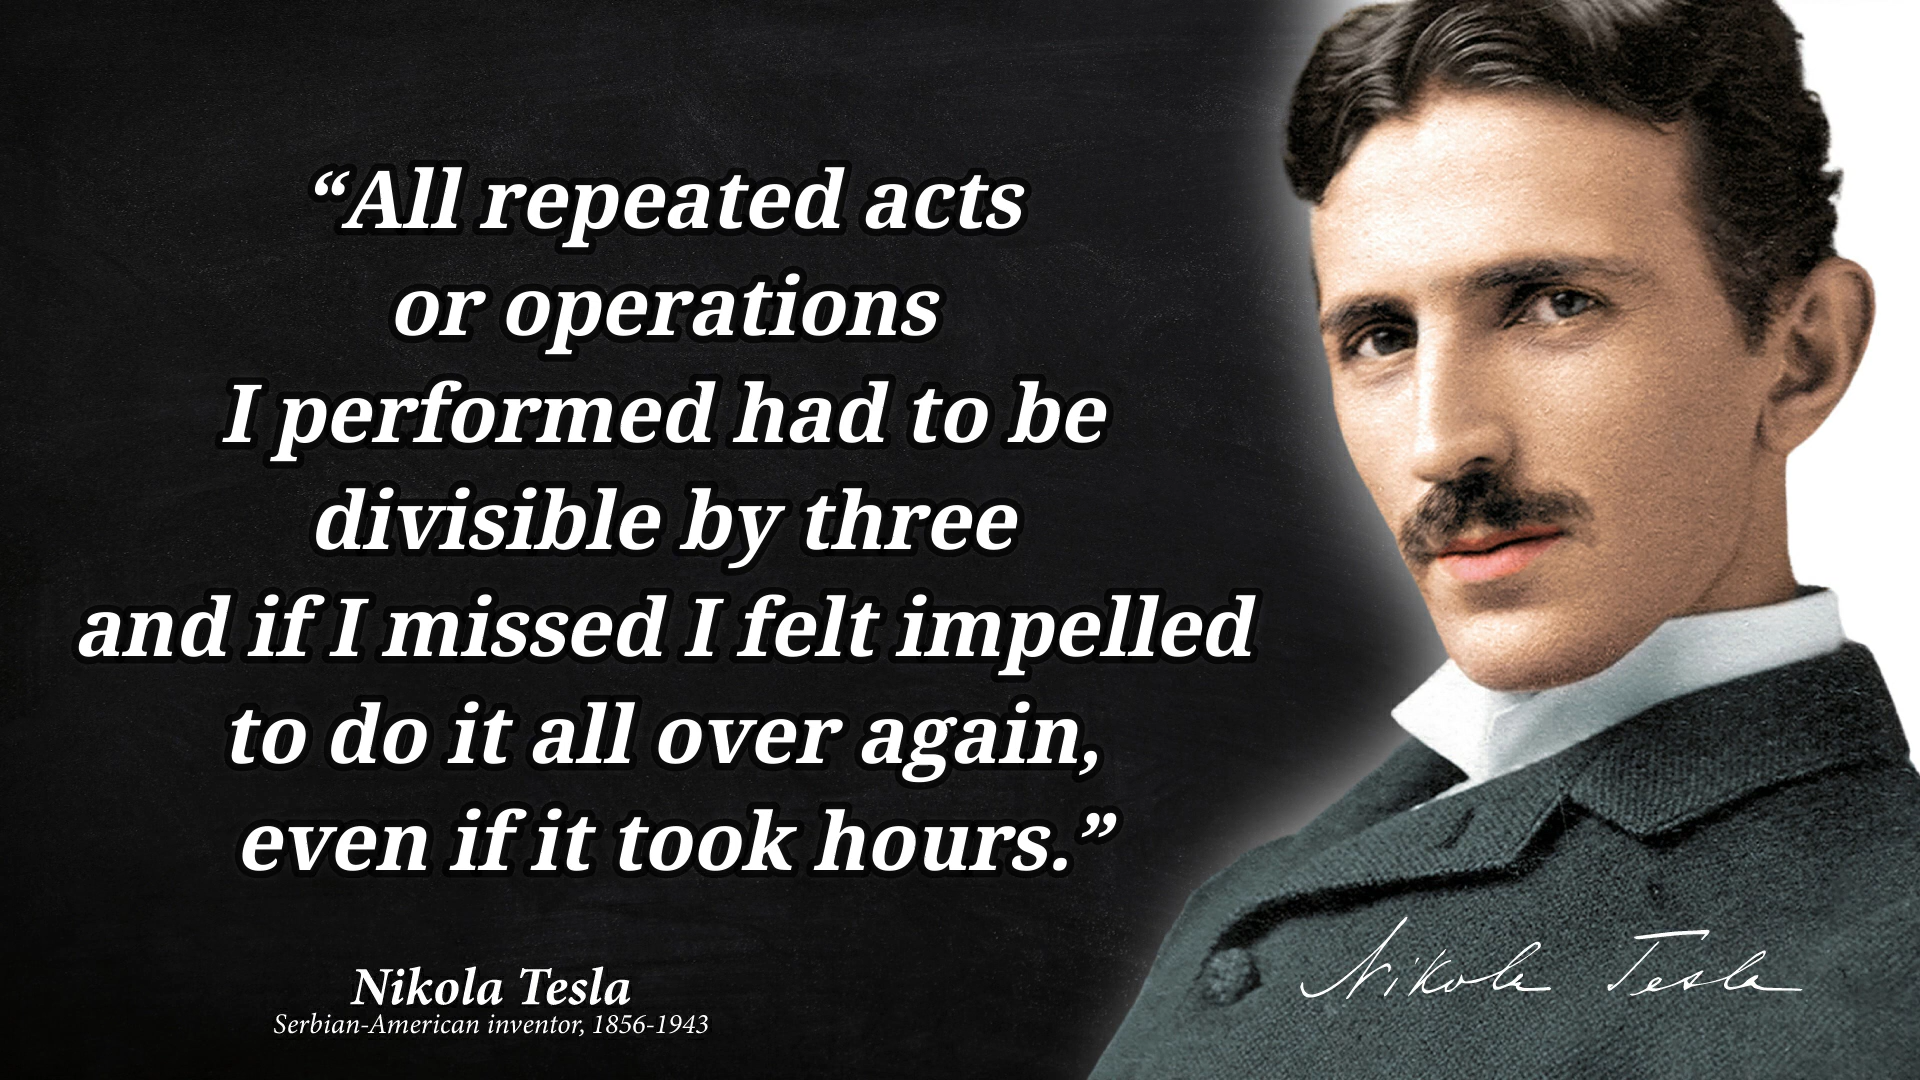 “All repeated acts
or operations
I performed had to be
divisible by three
and if I missed I felt impelled
to do it all over again,
even if it took hours.”
Nikola Tesla
Serbian-American inventor, 1856-1943
Nikola Tesla